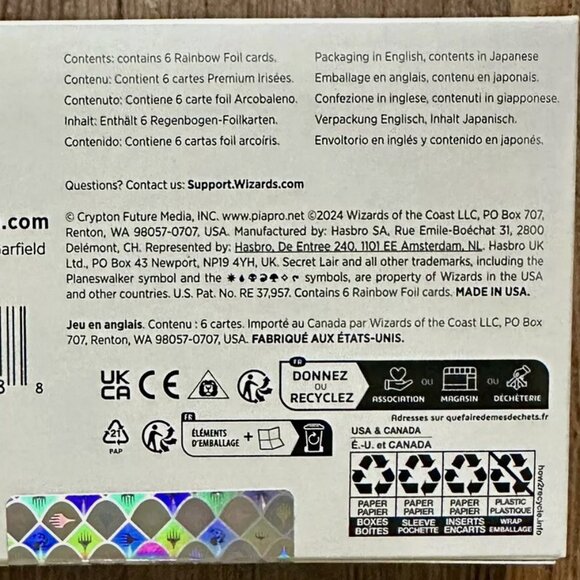 Contents: contains 6 Rainbow Foil cards.
Contenu: Contient 6 cartes Premium Irisées.
Contenuto: Contiene 6 carte foil Arcobaleno.
Inhalt: Enthält 6 Regenbogen-Foilkarten.
Contenido: Contiene 6 cartas foil arcoíris.
Packaging in English, contents in Japanese
Emballage en anglais, contenu en japonais.
Confezione in inglese, contenuti in giapponese.
Verpackung Englisch, Inhalt Japanisch.
Envoltorio en inglés y contenido en japonés.
Questions? Contact us: Support.Wizards.com
.com
Garfield
© Crypton Future Media, INC. www.piapro.net ©2024 Wizards of the Coast LLC, PO Box 707,
Renton, WA 98057-0707, USA. Manufactured by: Hasbro SA, Rue Emile-Boéchat 31, 2800
Delémont, CH. Represented by: Hasbro, De Entree 240, 1101 EE Amsterdam, NL. Hasbro UK
Ltd., PO Box 43 Newport, NP19 4YH, UK. Secret Lair and all other trademarks, including the
Planeswalker symbol and the symbols, are property of Wizards in the USA
and other countries. U.S. Pat. No. RE 37,957. Contains 6 Rainbow Foil cards. MADE IN USA.
Jeu en anglais. Contenu : 6 cartes. Importé au Canada par Wizards of the Coast LLC, PO Box
707, Renton, WA 98057-0707, USA. FABRIQUÉ AUX ÉTATS-UNIS.
8 8
UK
CA
CE
FR
DONNEZ
OU
RECYCLEZ
ASSOCIATION
OU
MAGASIN
OU
DÉCHÈTERIE
Adresses sur quefairedemesdechets.fr
21
PAP
FR
ÉLÉMENTS
D'EMBALLAGE
+
USA & CANADA
É.-U. et CANADA
PAPER
PAPIER
BOXES
BOÎTES
PAPER
PAPIER
SLEEVE
POCHETTE
PAPER
PAPIER
INSERTS
ENCARTS
PLASTIC
PLASTIQUE
WRAP
EMBALLAGE
how2recycle.info